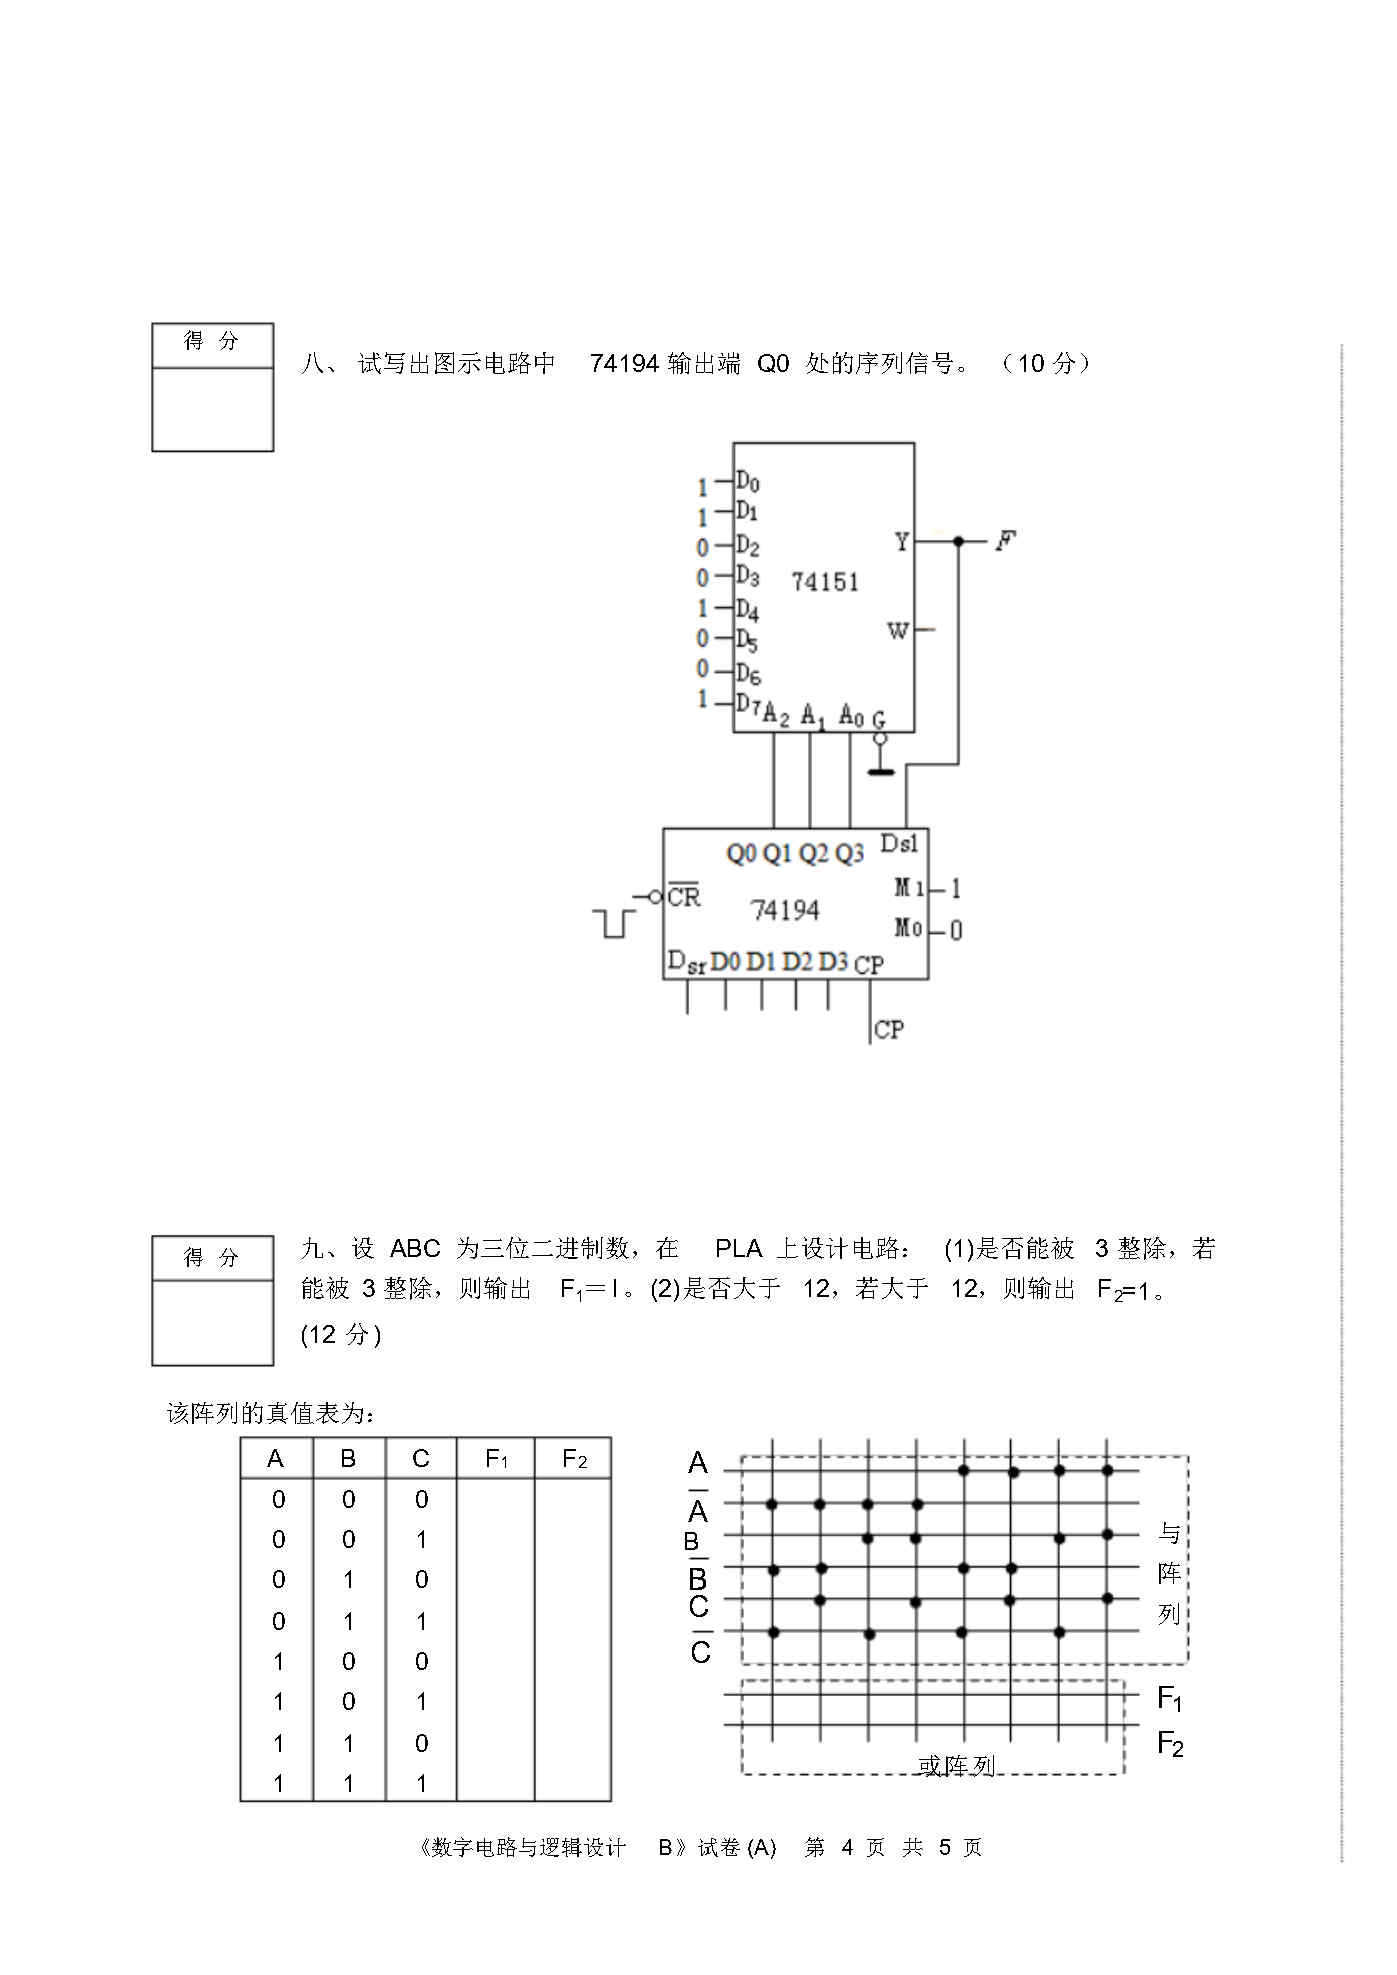 得 分
八、 试写出图示电路中 74194 输出端 Q0 处的序列信号。 （10 分）
1 D0
1 D1
0 D2
0 D3
1 D4
0 D5
0 D6
1 D7
74151
Y F
W
A2 A1 A0 G
Q0 Q1 Q2 Q3 Dsl
CR 74194 M1 1
M0 0
Dsr D0 D1 D2 D3 CP
CP
得 分
九、设 ABC 为三位二进制数，在 PLA 上设计电路： (1)是否能被 3 整除，若
能被 3 整除，则输出 F1＝l。(2)是否大于 12，若大于 12，则输出 F2=1。
(12 分)
该阵列的真值表为：
A B C F1 F2
0 0 0
0 0 1
0 1 0
0 1 1
1 0 0
1 0 1
1 1 0
1 1 1
A
A̅
B
B̅
C
C̅
与阵列
F1
F2
或阵列
《数字电路与逻辑设计 B》试卷(A) 第 4 页 共 5 页